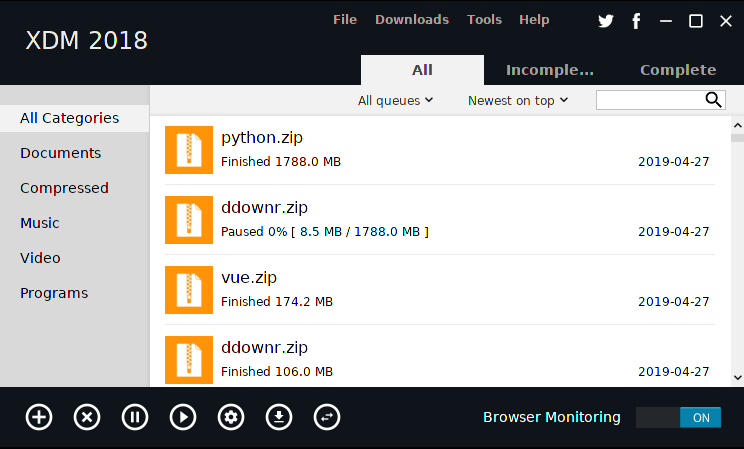 XDM 2018
File Downloads Tools Help
All Incomple... Complete
All queues Newest on top
All Categories
Documents
Compressed
Music
Video
Programs
python.zip
Finished 1788.0 MB 2019-04-27
ddownr.zip
Paused 0% [ 8.5 MB / 1788.0 MB ] 2019-04-27
vue.zip
Finished 174.2 MB 2019-04-27
ddownr.zip
Finished 106.0 MB 2019-04-27
Browser Monitoring ON